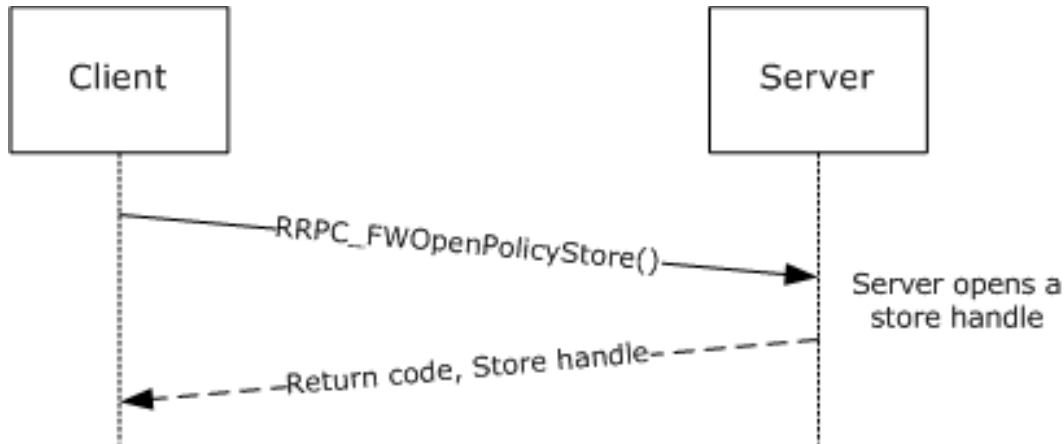 Client
Server
RRPC_FWOpenPolicyStore()
Server opens a
store handle
Return code, Store handle